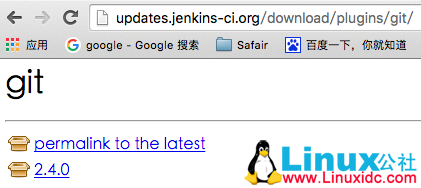 updates.jenkins-ci.org/download/plugins/git/
应用 google - Google 搜索 Safair 百度一下，你就知道
git
permalink to the latest
2.4.0
Linux公社
www.Linuxidc.com